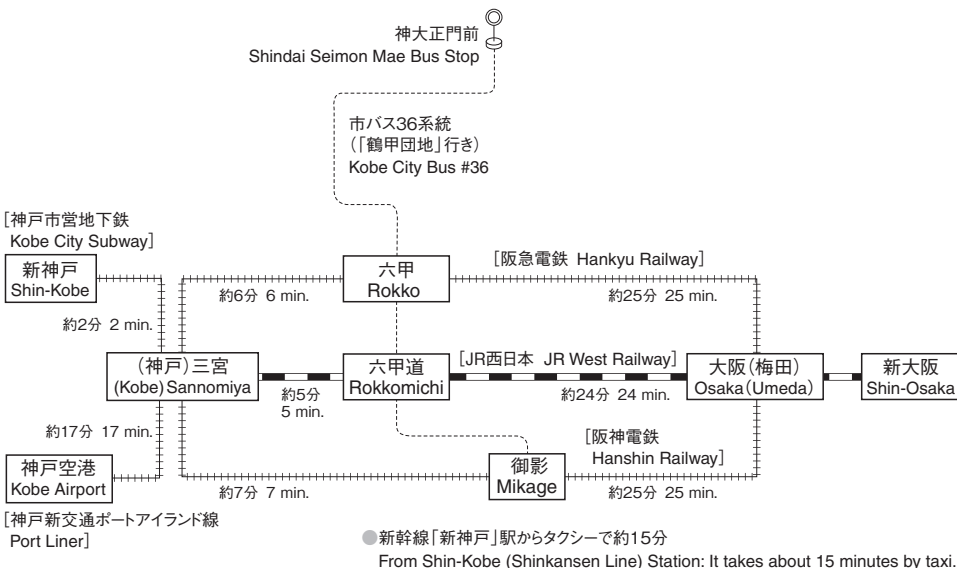 神大正門前
Shindai Seimon Mae Bus Stop
市バス36系統
(「鶴甲団地」行き)
Kobe City Bus #36
[神戸市営地下鉄
Kobe City Subway]
新神戸
Shin-Kobe
約2分 2 min.
約6分 6 min.
六甲
Rokko
[阪急電鉄 Hankyu Railway]
約25分 25 min.
(神戸)三宮
(Kobe) Sannomiya
約5分
5 min.
六甲道
Rokkomichi
[JR西日本 JR West Railway]
約24分 24 min.
大阪(梅田)
Osaka (Umeda)
新大阪
Shin-Osaka
約17分 17 min.
神戸空港
Kobe Airport
[神戸新交通ポートアイランド線
Port Liner]
約7分 7 min.
御影
Mikage
[阪神電鉄
Hanshin Railway]
約25分 25 min.
●新幹線「新神戸」駅からタクシーで約15分
From Shin-Kobe (Shinkansen Line) Station: It takes about 15 minutes by taxi.